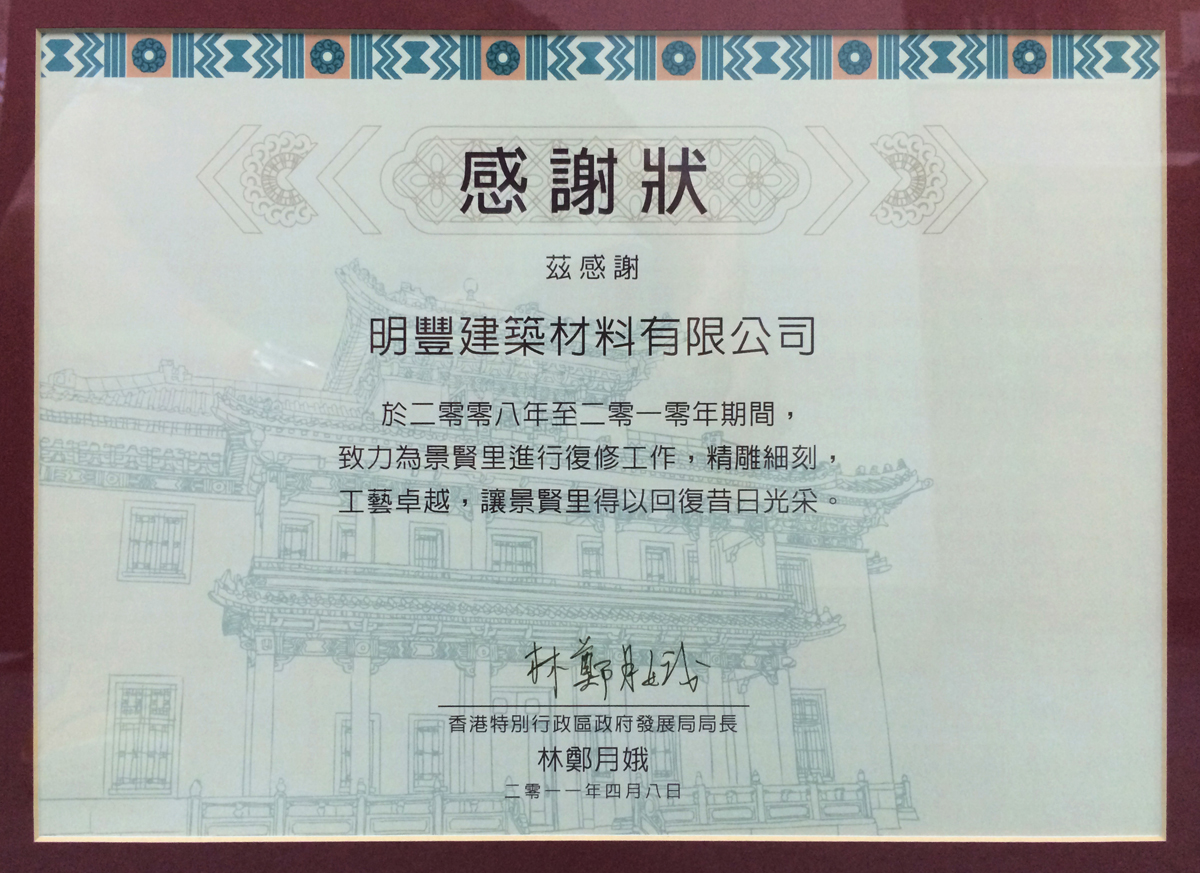 感謝狀
茲感謝
明豐建築材料有限公司
於二零零八年至二零一零年期間，
致力為景賢里進行復修工作，精雕細刻，
工藝卓越，讓景賢里得以回復昔日光采。
林鄭月娥
香港特別行政區政府發展局局長
林鄭月娥
二零一一年四月八日